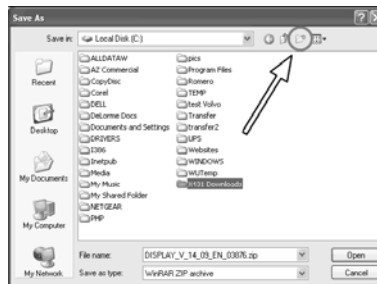 Save As
Save in:
Local Disk (C:)
Recent
Desktop
My Documents
My Computer
My Network
ALLDATAW
AZ Commercial
CopyDisc
Corel
DELL
DeLorme Docs
Documents and Settings
DRIVERS
I386
Inetpub
Media
My Music
My Shared Folder
NETGEAR
PHP
pics
Program Files
Romero
TEMP
test Volvo
Transfer
transfer2
UPS
Websites
WINDOWS
WUTemp
X431 Downloads
File name:
DISPLAY_V_14_09_EN_03876.zip
Open
Save as type:
WinRAR ZIP archive
Cancel